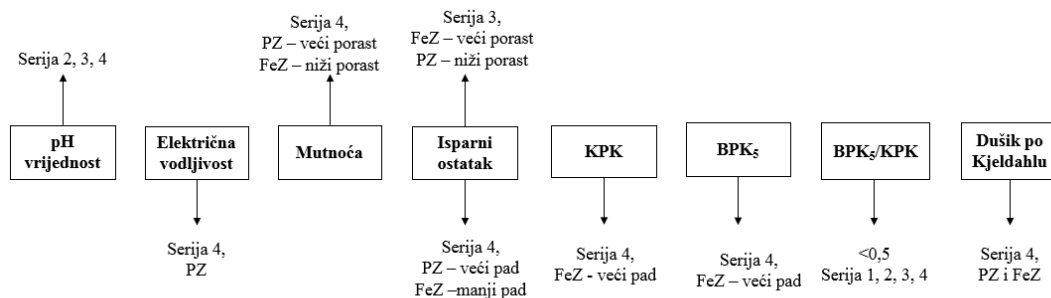 Serija 2, 3, 4
Serija 4,
PZ – veći porast
FeZ – niži porast
Serija 3,
FeZ – veći porast
PZ – niži porast
pH
vrijednost
Električna
vodljivost
Mutnoća
Isparni
ostatak
KPK
BPK₅
BPK₅/KPK
Dušik po
Kjeldahlu
Serija 4,
PZ
Serija 4,
PZ – veći pad
FeZ –manji pad
Serija 4,
FeZ - veći pad
Serija 4,
FeZ – veći pad
<0,5
Serija 1, 2, 3, 4
Serija 4,
PZ i FeZ